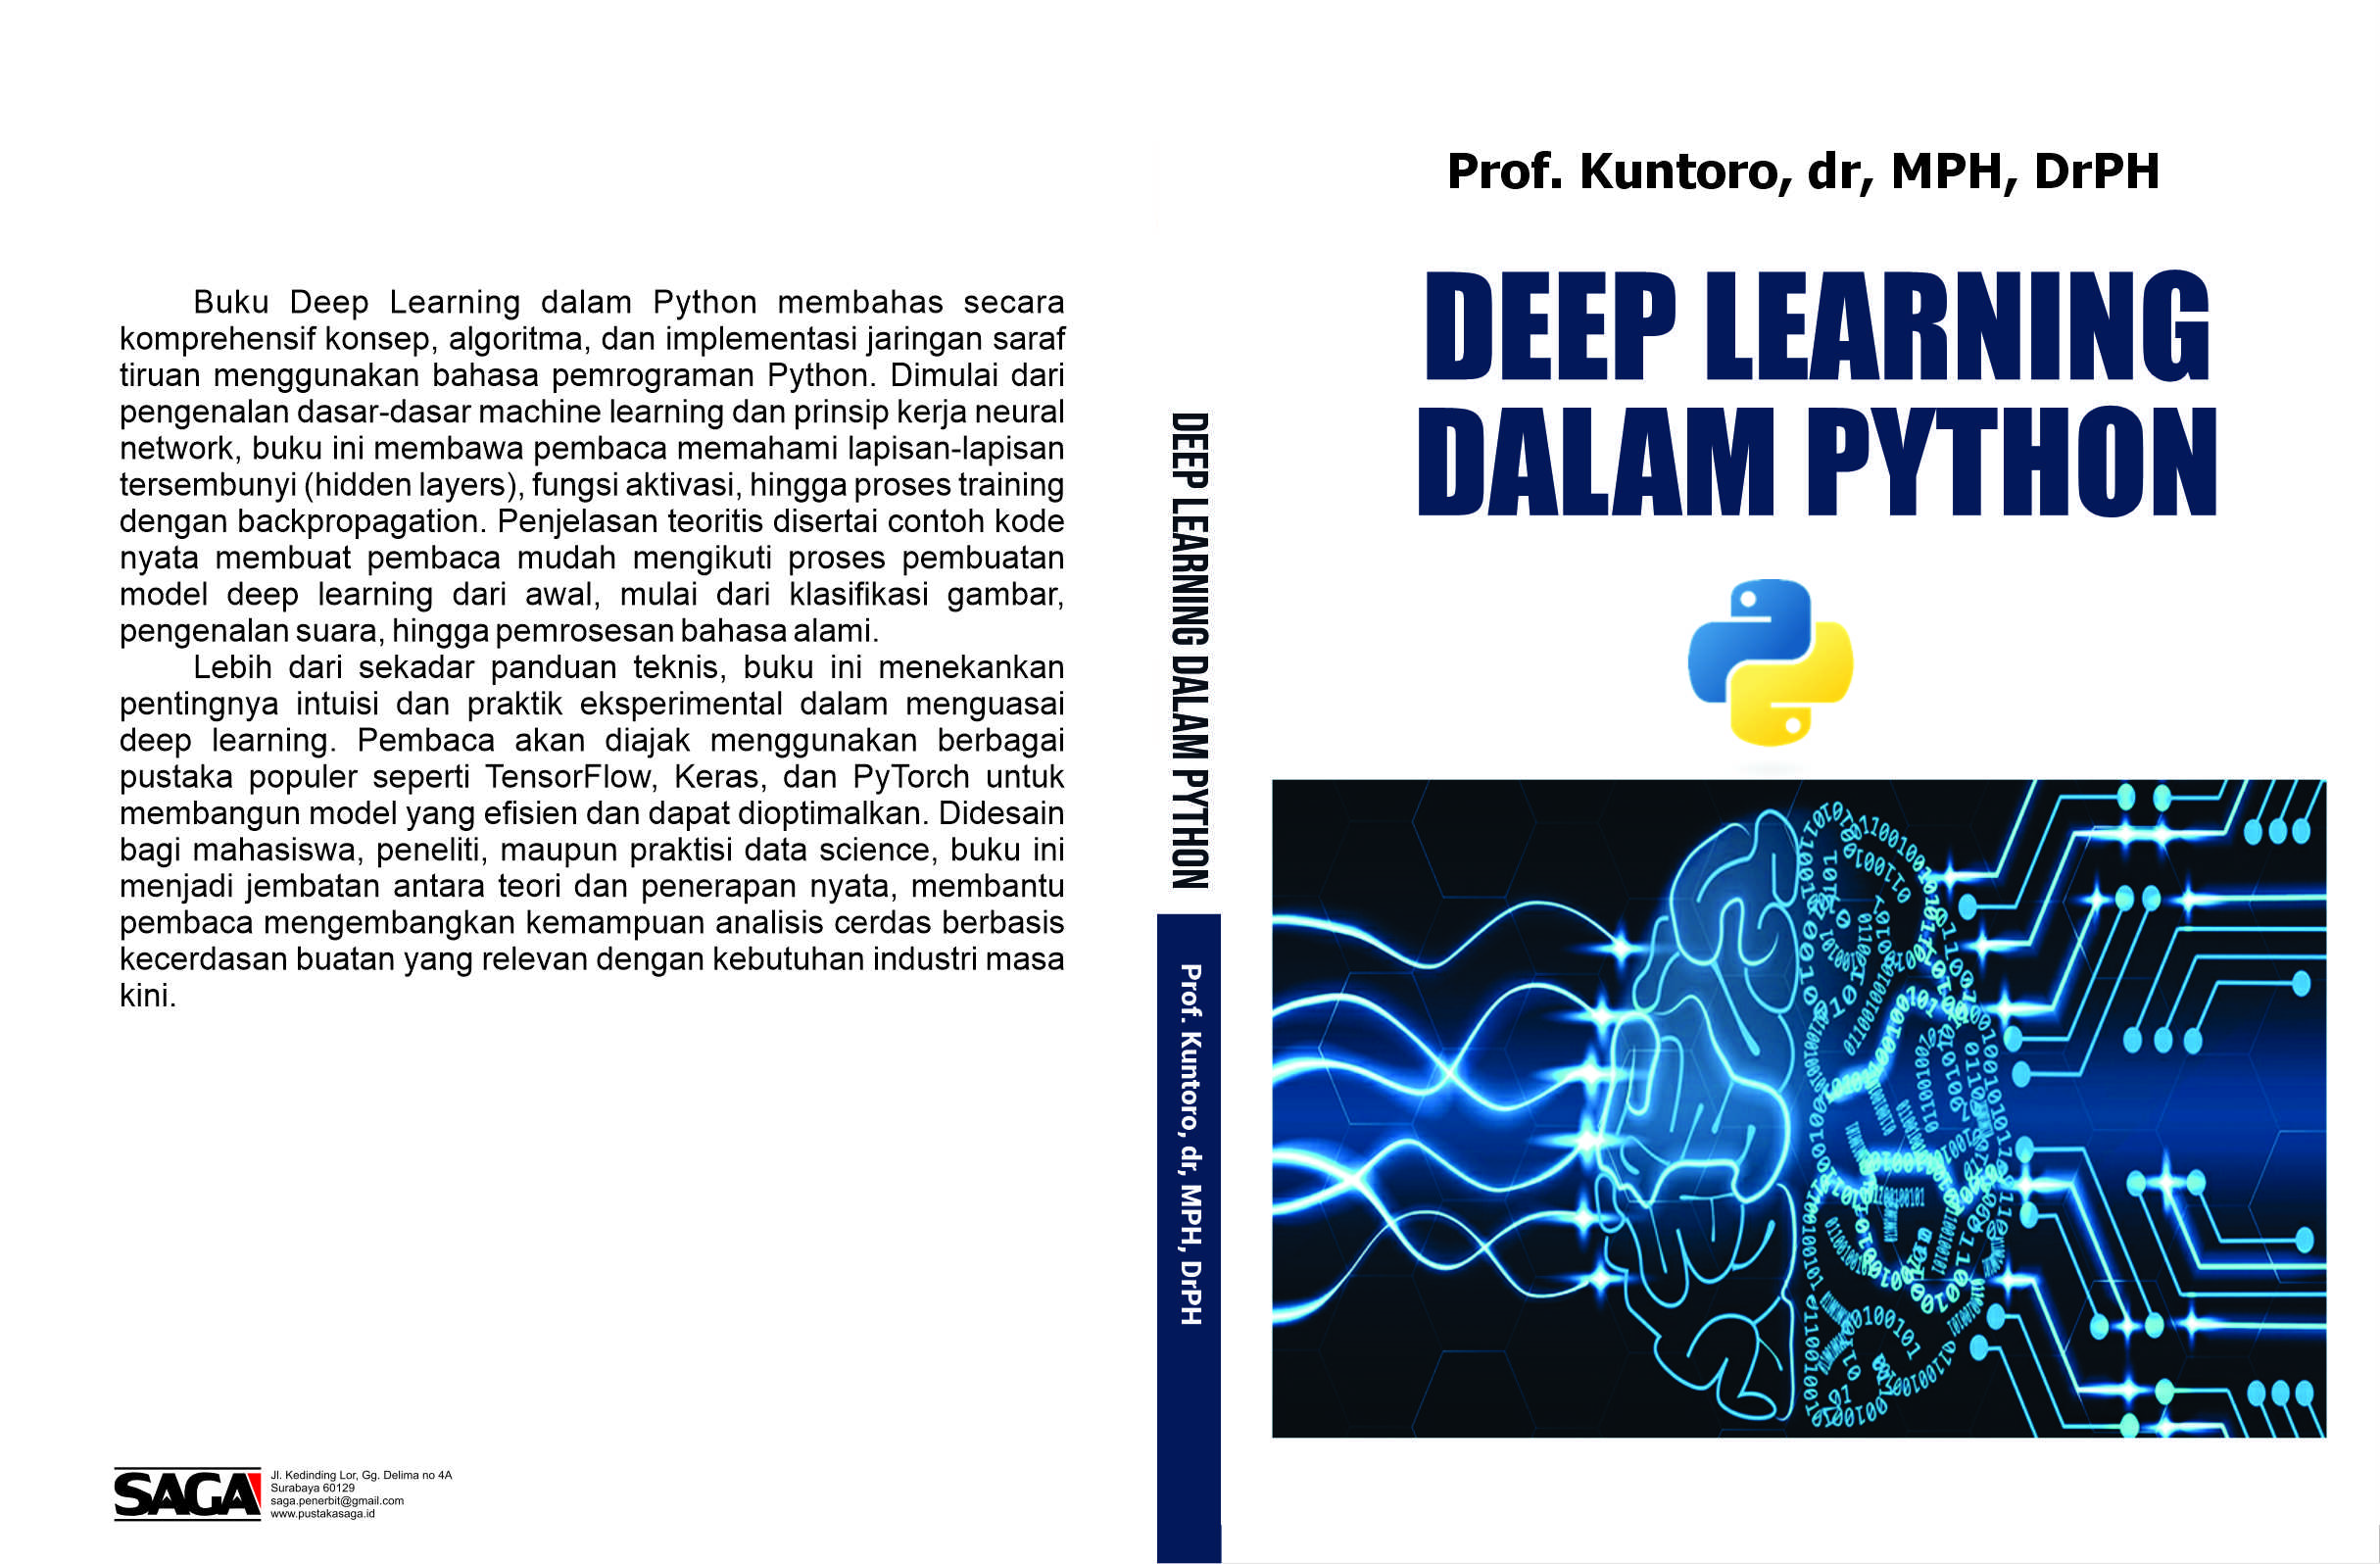 Buku Deep Learning dalam Python membahas secara
komprehensif konsep, algoritma, dan implementasi jaringan saraf
tiruan menggunakan bahasa pemrograman Python. Dimulai dari
pengenalan dasar-dasar machine learning dan prinsip kerja neural
network, buku ini membawa pembaca memahami lapisan-lapisan
tersembunyi (hidden layers), fungsi aktivasi, hingga proses training
dengan backpropagation. Penjelasan teoritis disertai contoh kode
nyata membuat pembaca mudah mengikuti proses pembuatan
model deep learning dari awal, mulai dari klasifikasi gambar,
pengenalan suara, hingga pemrosesan bahasa alami.
Lebih dari sekadar panduan teknis, buku ini menekankan
pentingnya intuisi dan praktik eksperimental dalam menguasai
deep learning. Pembaca akan diajak menggunakan berbagai
pustaka populer seperti TensorFlow, Keras, dan PyTorch untuk
membangun model yang efisien dan dapat dioptimalkan. Didesain
bagi mahasiswa, peneliti, maupun praktisi data science, buku ini
menjadi jembatan antara teori dan penerapan nyata, membantu
pembaca mengembangkan kemampuan analisis cerdas berbasis
kecerdasan buatan yang relevan dengan kebutuhan industri masa
kini.
SAGA
Jl. Kedinding Lor, Gg. Delima no 4A
Surabaya 60129
saga.penerbit@gmail.com
www.pustakasaga.id
DEEP LEARNING DALAM PYTHON
Prof. Kuntoro, dr, MPH, DrPH
Prof. Kuntoro, dr, MPH, DrPH
DEEP LEARNING
DALAM PYTHON